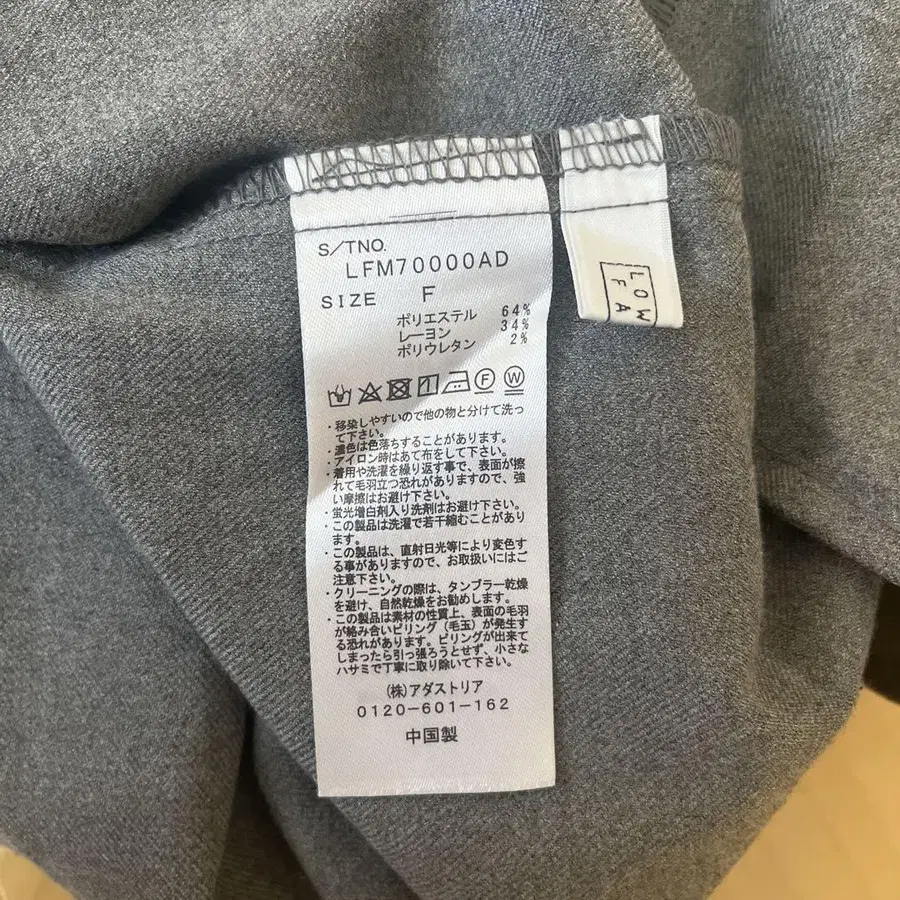 S/TNO.
LFM70000AD
SIZE F
ポリエステル 64%
レーヨン 34%
ポリウレタン 2%
F W
・移染しやすいので他の物と分けて洗っ
て下さい。
・濃色は色落ちすることがあります。
・アイロン時はあて布をして下さい。
・着用や洗濯を繰り返す事で、表面が擦
れて毛羽立つ恐れがありますので、強
い摩擦はお避け下さい。
・蛍光増白剤入り洗剤はお避け下さい。
・この製品は洗濯で若干縮むことがあり
ます。
・この製品は、直射日光等により変色す
る事がありますので、お取扱いにはご
注意下さい。
・クリーニングの際は、タンブラー乾燥
を避け、自然乾燥をお勧めします。
・この製品は素材の性質上、表面の毛羽
が絡み合いピリング（毛玉）が発生す
る恐れがあります。ピリングが出来て
しまったら引っ張ろうとせず、小さな
ハサミで丁寧に取り除いて下さい。
(株)アダストリア
0120-601-162
中国製
LOW
FA